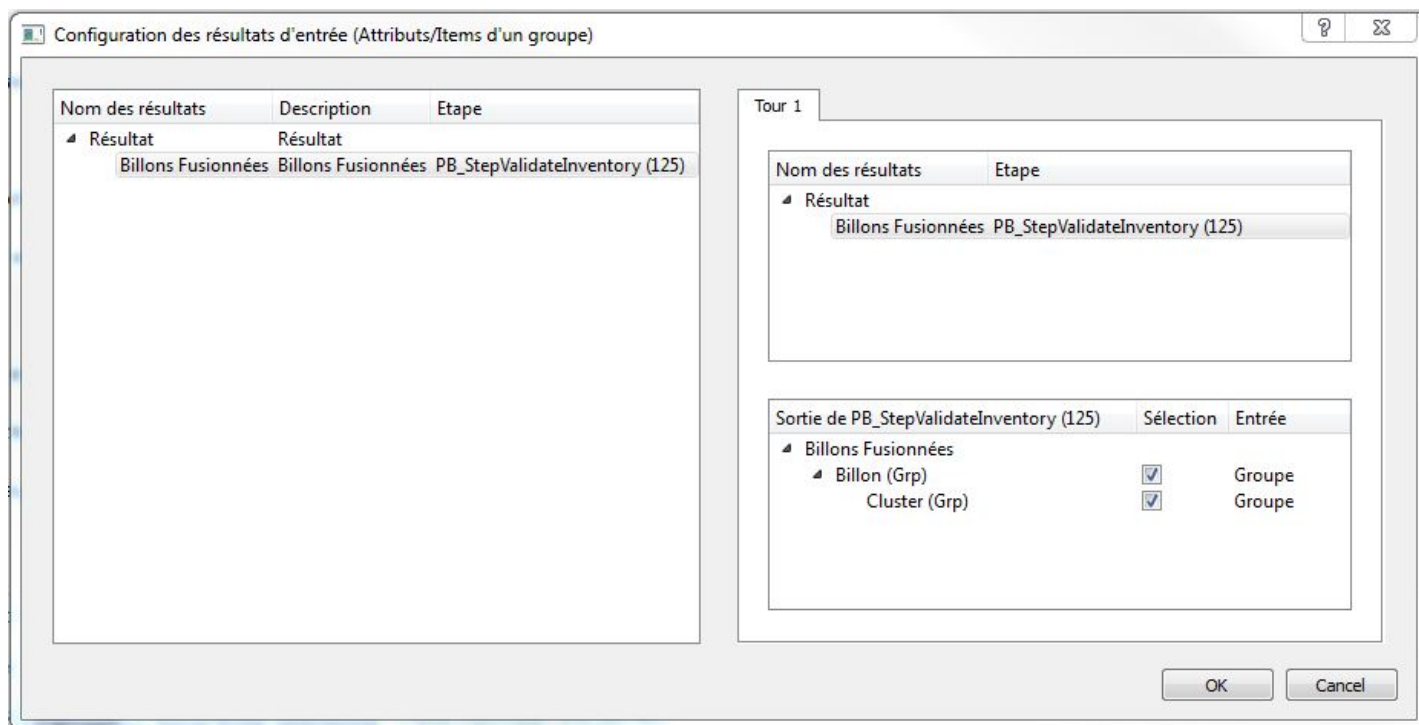 Configuration des résultats d'entrée (Attributs/Items d'un groupe)
Nom des résultats Description Etape
Résultat Résultat
Billons Fusionnées Billons Fusionnées PB_StepValidateInventory (125)
Tour 1
Nom des résultats Etape
Résultat
Billons Fusionnées PB_StepValidateInventory (125)
Sortie de PB_StepValidateInventory (125) Sélection Entrée
Billons Fusionnées
Billon (Grp) Groupe
Cluster (Grp) Groupe
OK Cancel